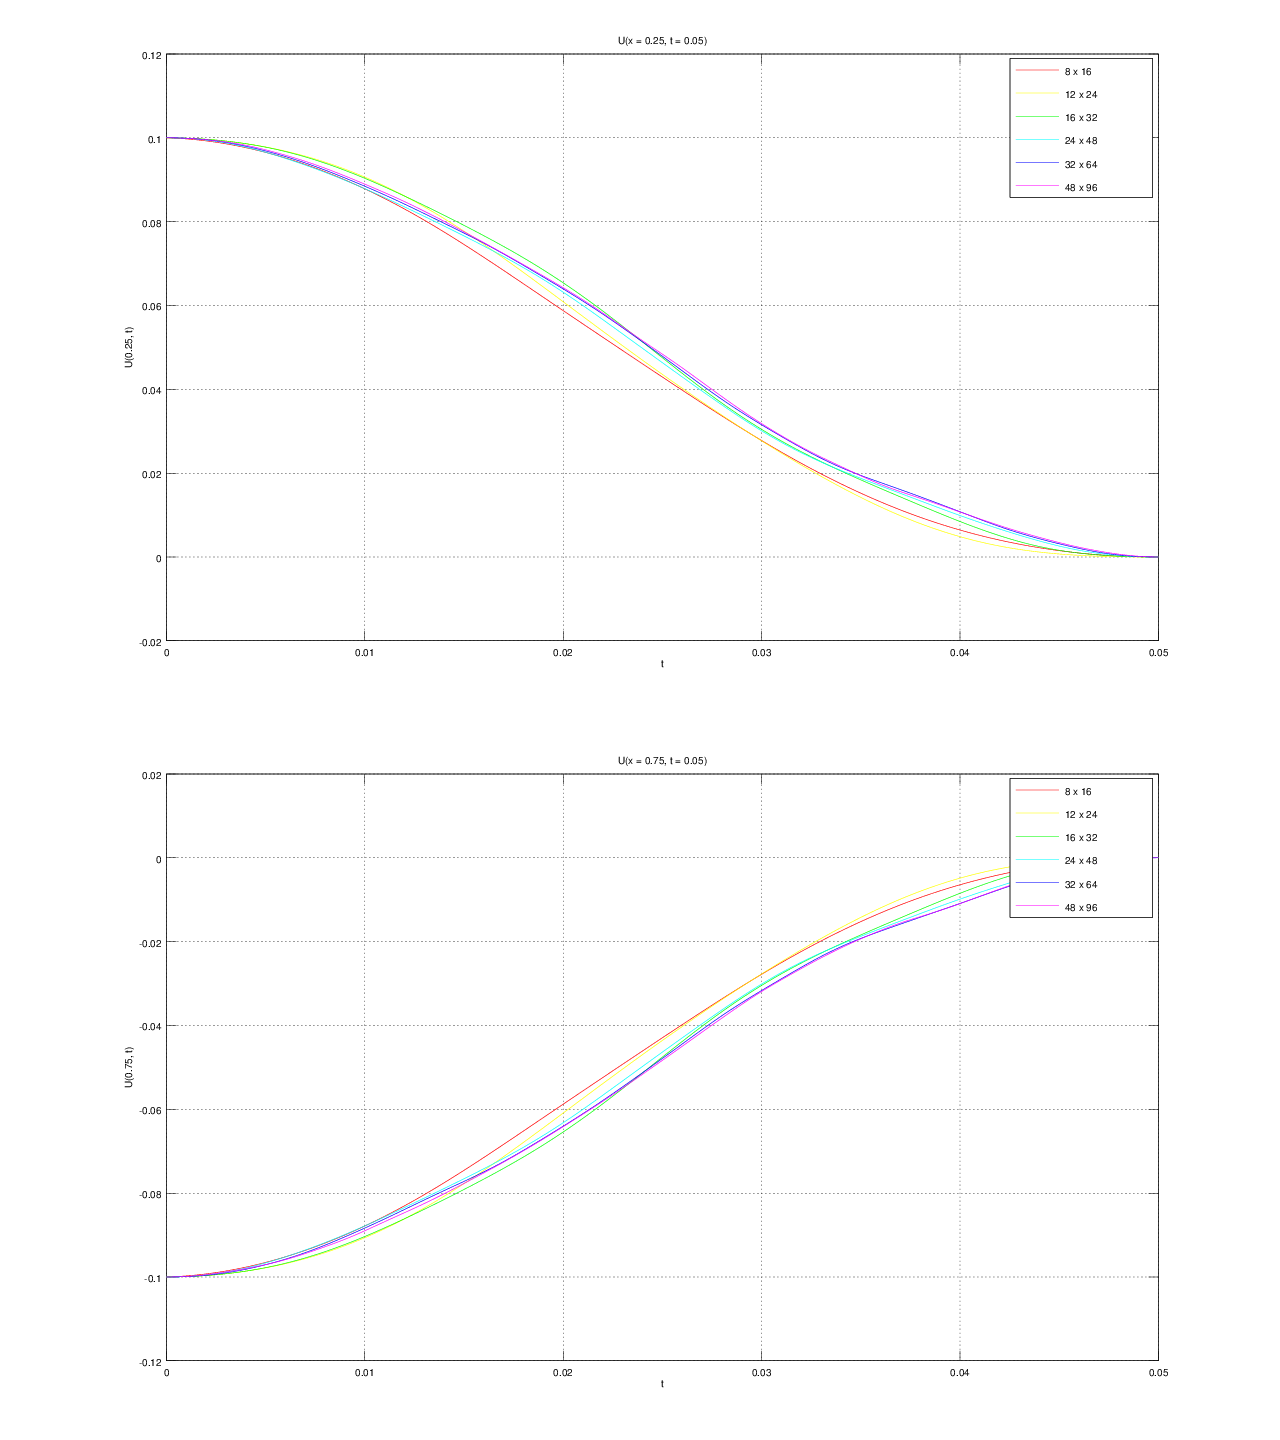 U(x = 0.25, t = 0.05)
0.12
0.1
0.08
0.06
0.04
0.02
0
-0.02
U(0.25, t)
8 x 16
12 x 24
16 x 32
24 x 48
32 x 64
48 x 96
0 0.01 0.02 0.03 0.04 0.05
t
U(x = 0.75, t = 0.05)
0.02
0
-0.02
-0.04
-0.06
-0.08
-0.1
-0.12
U(0.75, t)
8 x 16
12 x 24
16 x 32
24 x 48
32 x 64
48 x 96
0 0.01 0.02 0.03 0.04 0.05
t